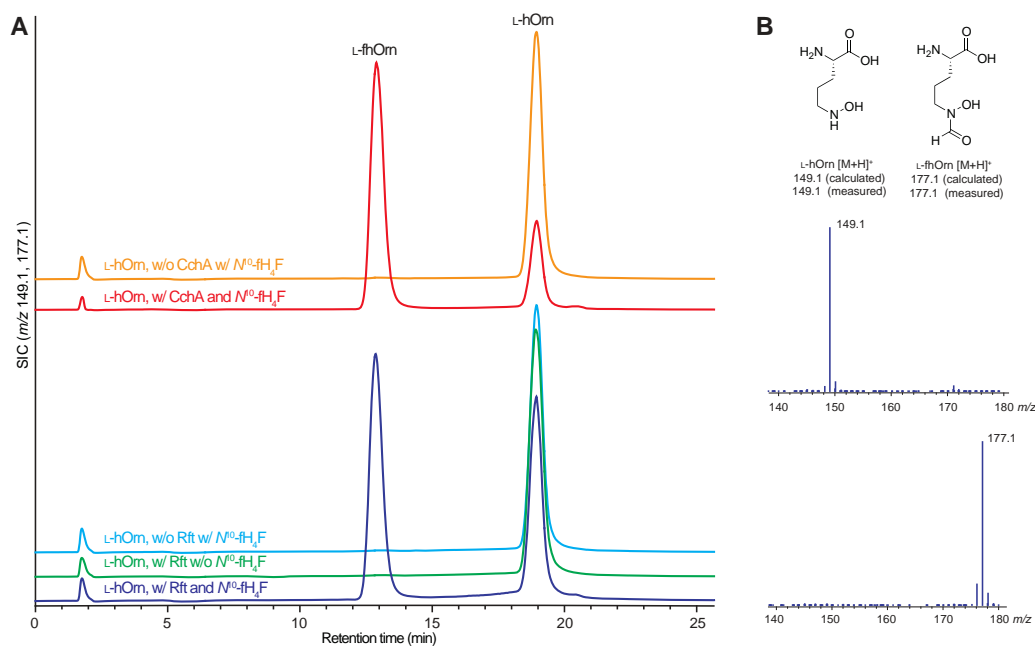 A
L-fhOrn
L-hOrn
SIC (m/z 149.1, 177.1)
L-hOrn, w/o CchA w/ N¹⁰-fH₄F
L-hOrn, w/ CchA and N¹⁰-fH₄F
L-hOrn, w/o Rft w/ N¹⁰-fH₄F
L-hOrn, w/ Rft w/o N¹⁰-fH₄F
L-hOrn, w/ Rft and N¹⁰-fH₄F
0 5 10 15 20 25
Retention time (min)
B
H₂N O OH
N H OH
H₂N O OH
N OH
H O
L-hOrn [M+H]⁺
149.1 (calculated)
149.1 (measured)
L-fhOrn [M+H]⁺
177.1 (calculated)
177.1 (measured)
149.1
140 150 160 170 180 m/z
177.1
140 150 160 170 180 m/z